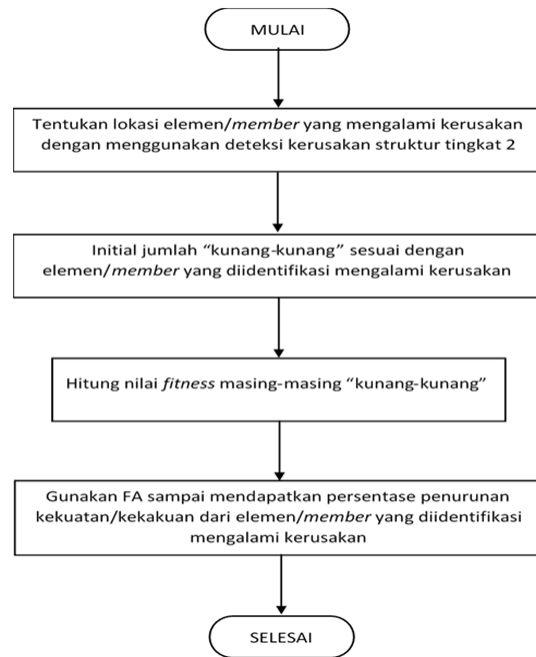 MULAI
Tentukan lokasi elemen/member yang mengalami kerusakan
dengan menggunakan deteksi kerusakan struktur tingkat 2
Initial jumlah “kunang-kunang” sesuai dengan
elemen/member yang diidentifikasi mengalami kerusakan
Hitung nilai fitness masing-masing “kunang-kunang”
Gunakan FA sampai mendapatkan persentase penurunan
kekuatan/kekakuan dari elemen/member yang diidentifikasi
mengalami kerusakan
SELESAI